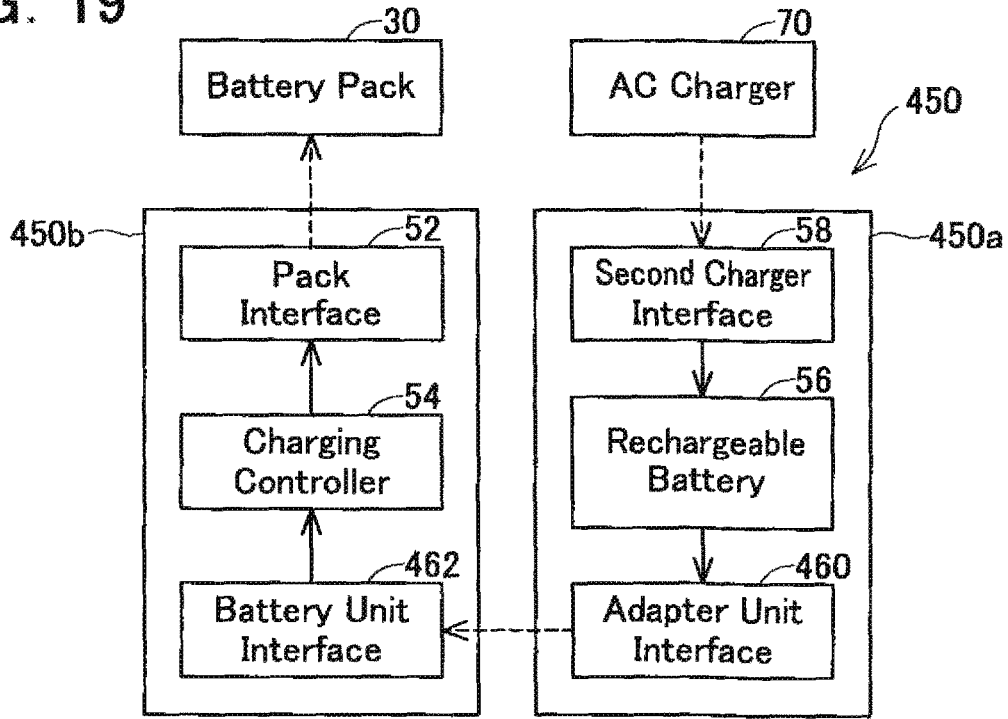 G. 19
30
70
Battery Pack
AC Charger
450
450b
52
58
450a
Pack
Interface
Second Charger
Interface
54
56
Charging
Controller
Rechargeable
Battery
462
460
Battery Unit
Interface
Adapter Unit
Interface